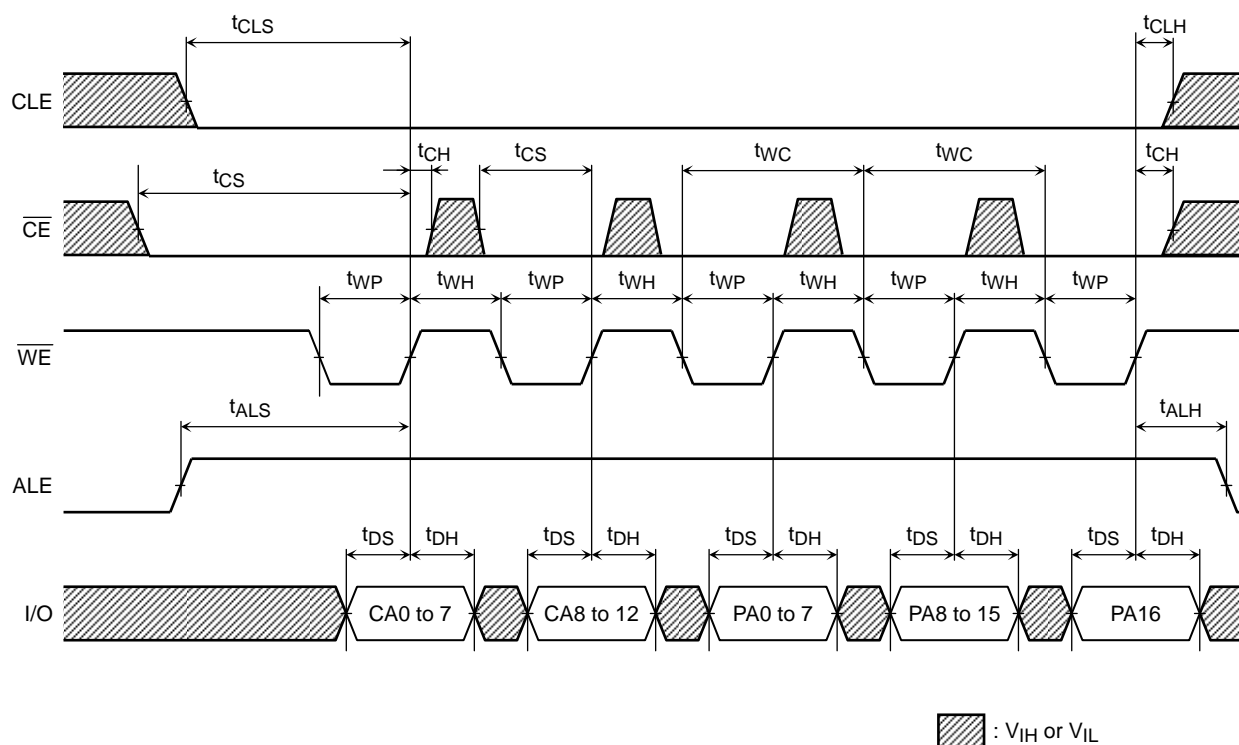 tCLS tCLH
CLE
tCH tCS tWC tWC tCH
tCS
CE
tWP tWH tWP tWH tWP tWH tWP tWH tWP
WE
tALS tALH
ALE
tDS tDH tDS tDH tDS tDH tDS tDH tDS tDH
I/O CA0 to 7 CA8 to 12 PA0 to 7 PA8 to 15 PA16
: VIH or VIL